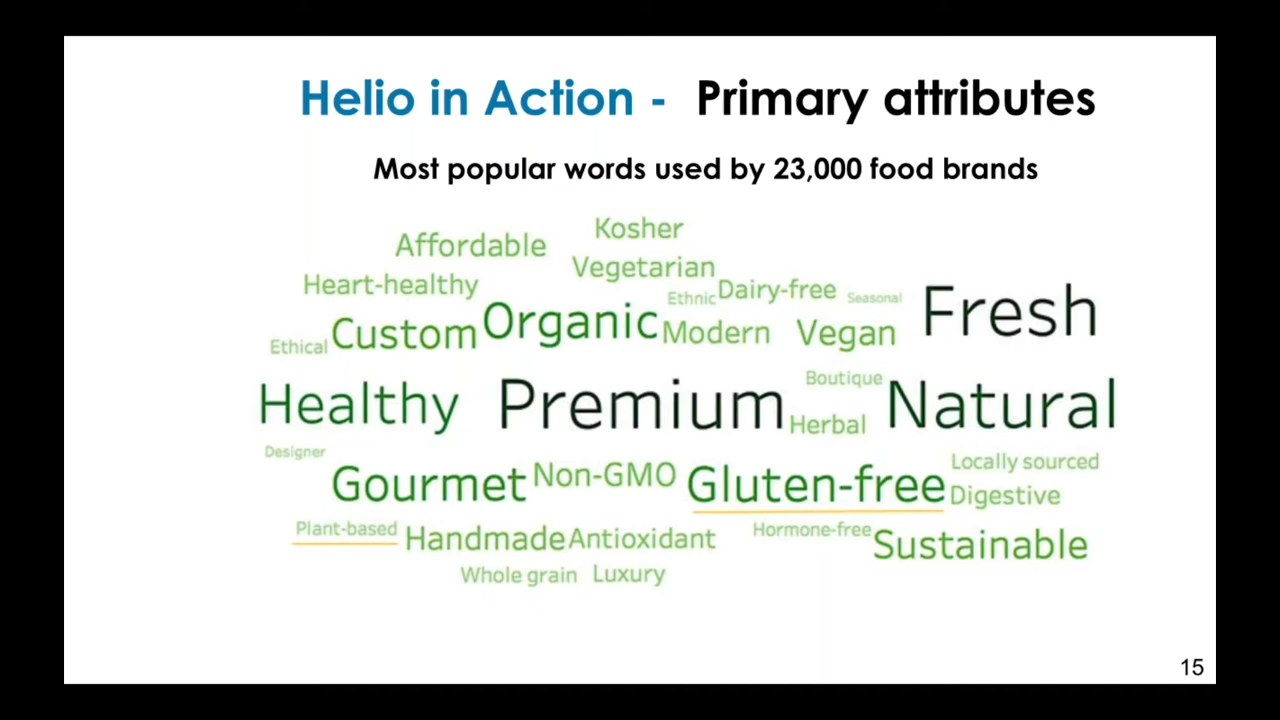 Helio in Action - Primary attributes
Most popular words used by 23,000 food brands
Kosher
Affordable
Vegetarian
Heart-healthy
Ethnic Dairy-free Seasonal
Fresh
Ethical Custom Organic Modern Vegan
Boutique
Healthy Premium Herbal Natural
Designer
Locally sourced
Gourmet Non-GMO Gluten-free Digestive
Plant-based Handmade Antioxidant Hormone-free Sustainable
Whole grain Luxury
15